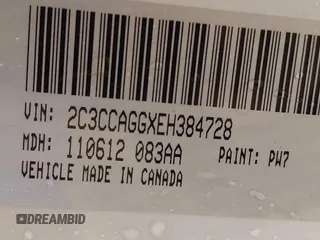 VIN: 2C3CCAGGXEH384728
MDH: 110612 083AA PAINT: PW7
VEHICLE MADE IN CANADA
DREAMBID